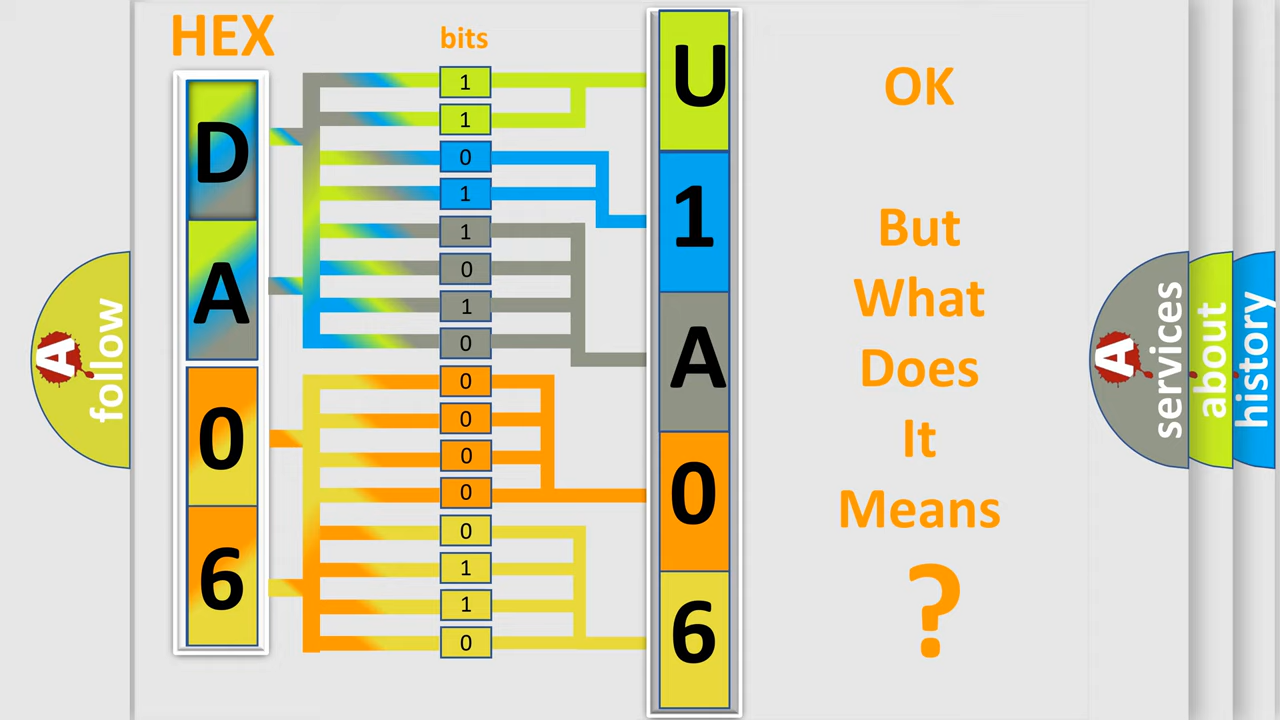 HEX
bits
D
A
0
6
1
1
0
1
1
0
1
0
0
0
0
0
0
1
1
0
U
1
A
0
6
OK
But
What
Does
It
Means
?
A
follow
A
services
about
history